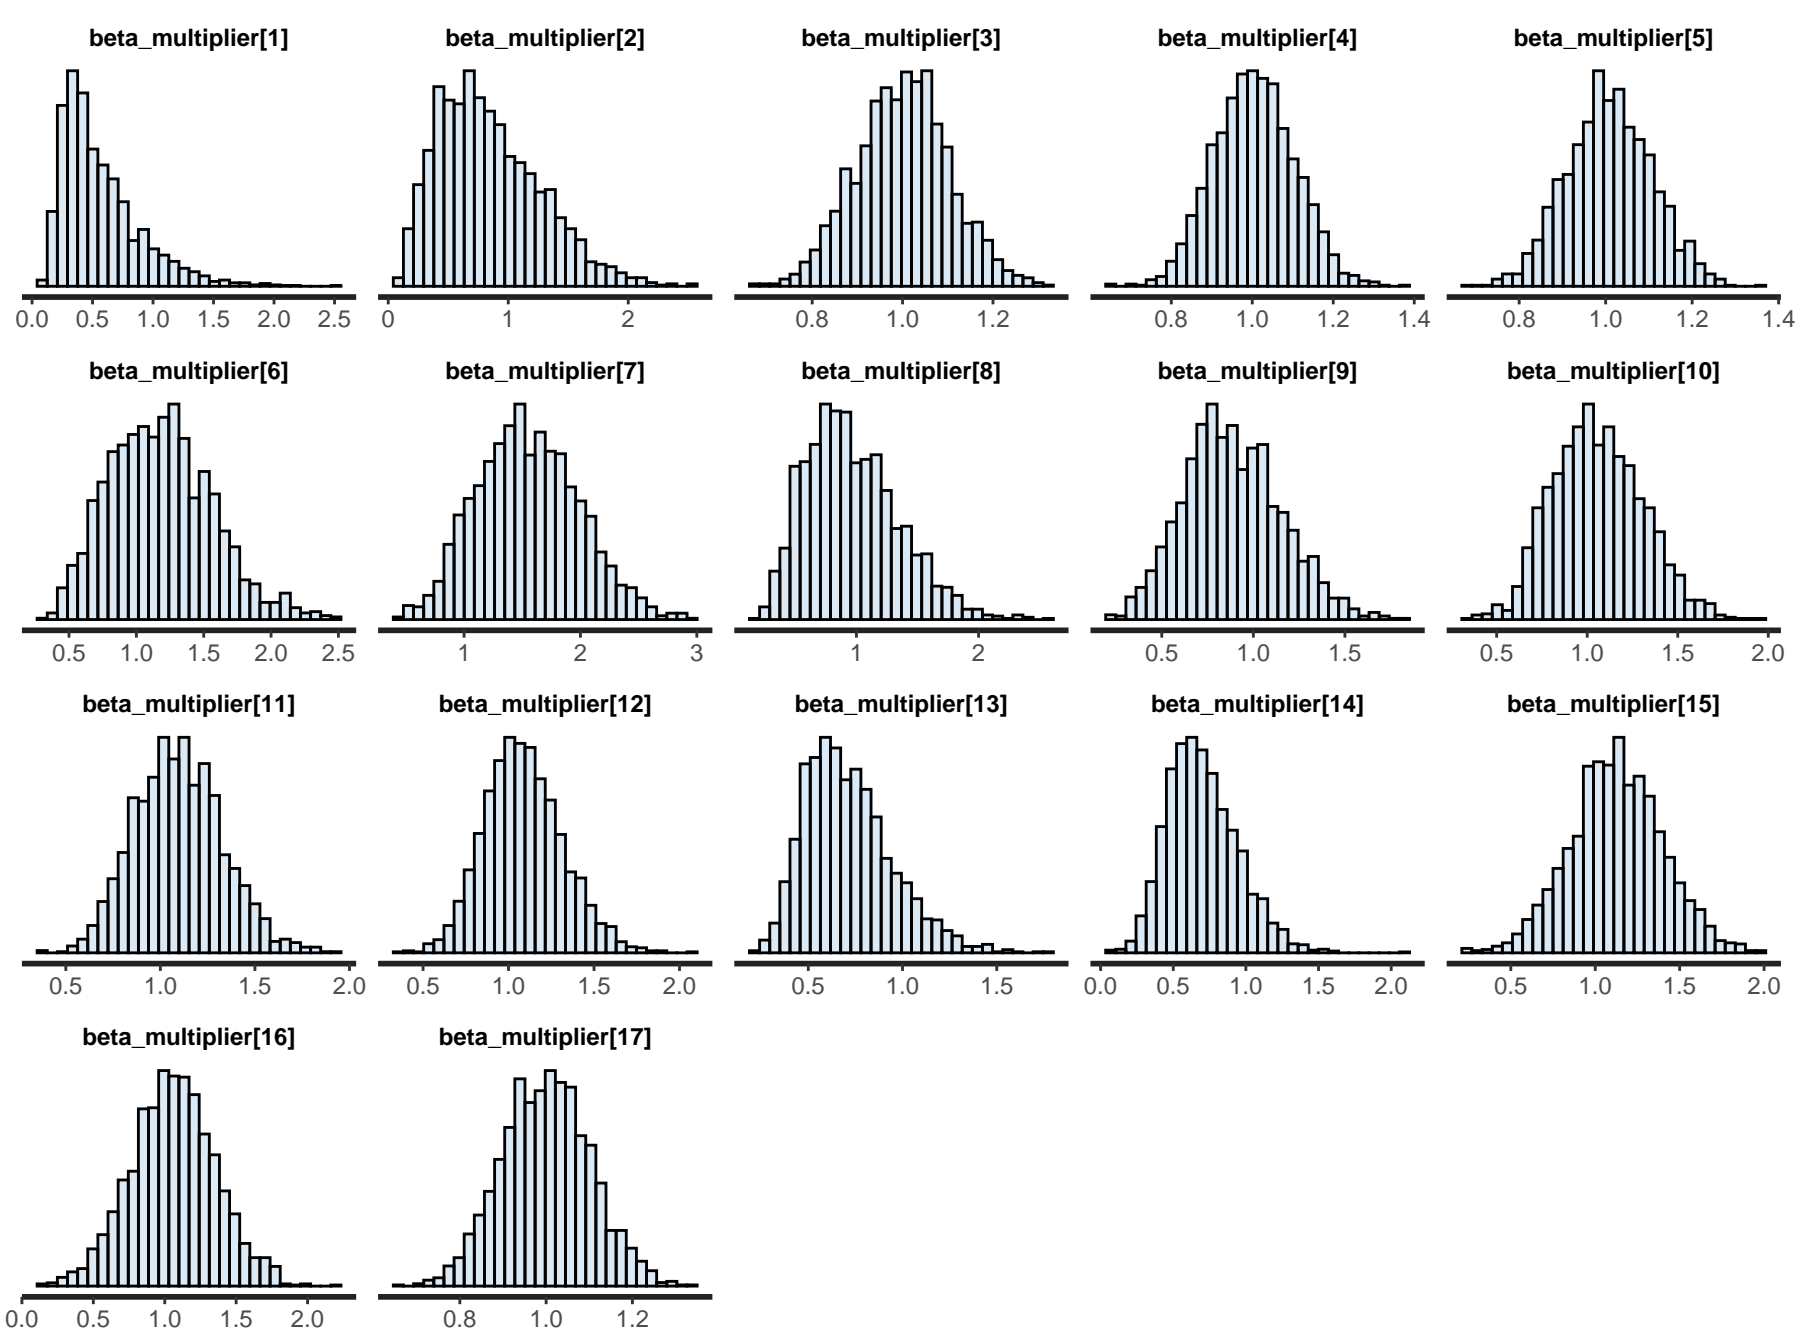 beta_multiplier[1] beta_multiplier[2] beta_multiplier[3] beta_multiplier[4] beta_multiplier[5]
0.0 0.5 1.0 1.5 2.0 2.5 0 1 2 0.8 1.0 1.2 0.8 1.0 1.2 1.4 0.8 1.0 1.2 1.4
beta_multiplier[6] beta_multiplier[7] beta_multiplier[8] beta_multiplier[9] beta_multiplier[10]
0.5 1.0 1.5 2.0 2.5 1 2 3 1 2 0.5 1.0 1.5 0.5 1.0 1.5 2.0
beta_multiplier[11] beta_multiplier[12] beta_multiplier[13] beta_multiplier[14] beta_multiplier[15]
0.5 1.0 1.5 2.0 0.5 1.0 1.5 2.0 0.5 1.0 1.5 0.0 0.5 1.0 1.5 2.0 0.5 1.0 1.5 2.0
beta_multiplier[16] beta_multiplier[17]
0.0 0.5 1.0 1.5 2.0 0.8 1.0 1.2